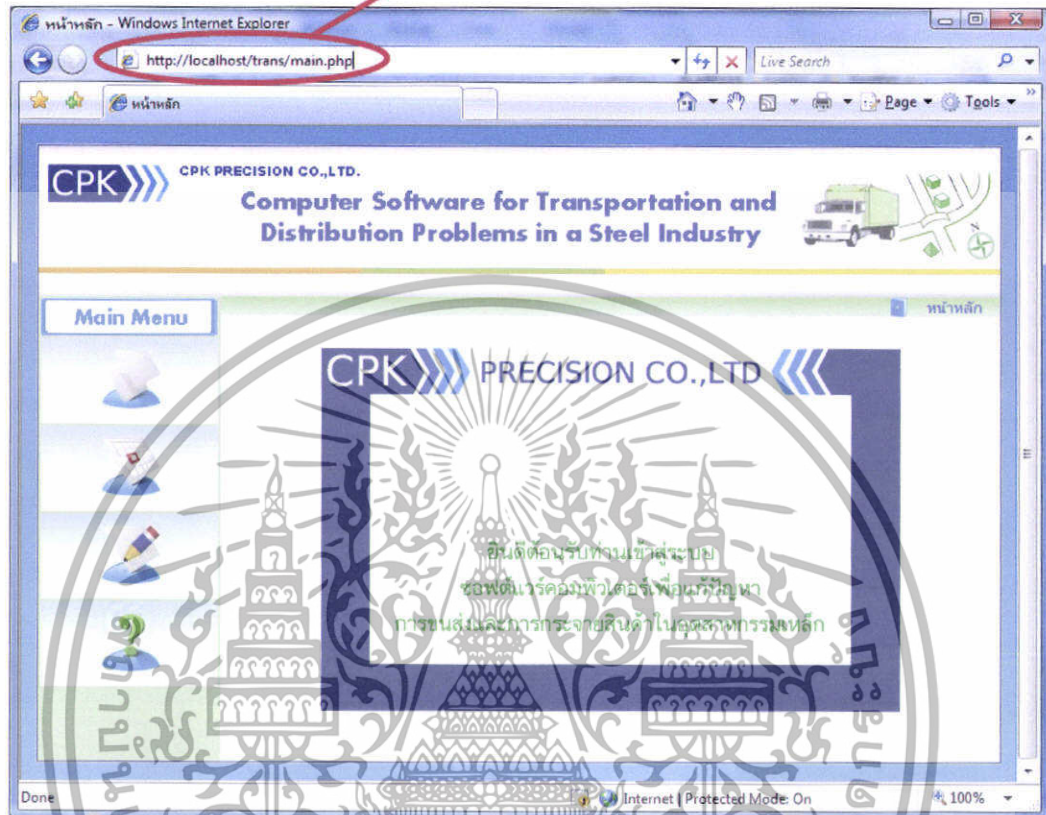 หน้าหลัก - Windows Internet Explorer
http://localhost/trans/main.php
Live Search
หน้าหลัก
Page
Tools
CPK
CPK PRECISION CO.,LTD.
Computer Software for Transportation and
Distribution Problems in a Steel Industry
N
Main Menu
หน้าหลัก
CPK PRECISION CO.,LTD
ยินดีต้อนรับท่านเข้าสู่ระบบ
ซอฟต์แวร์คอมพิวเตอร์เพื่อแก้ปัญหา
การขนส่งและการกระจายสินค้าในอุตสาหกรรมเหล็ก
Done
Internet | Protected Mode: On
100%